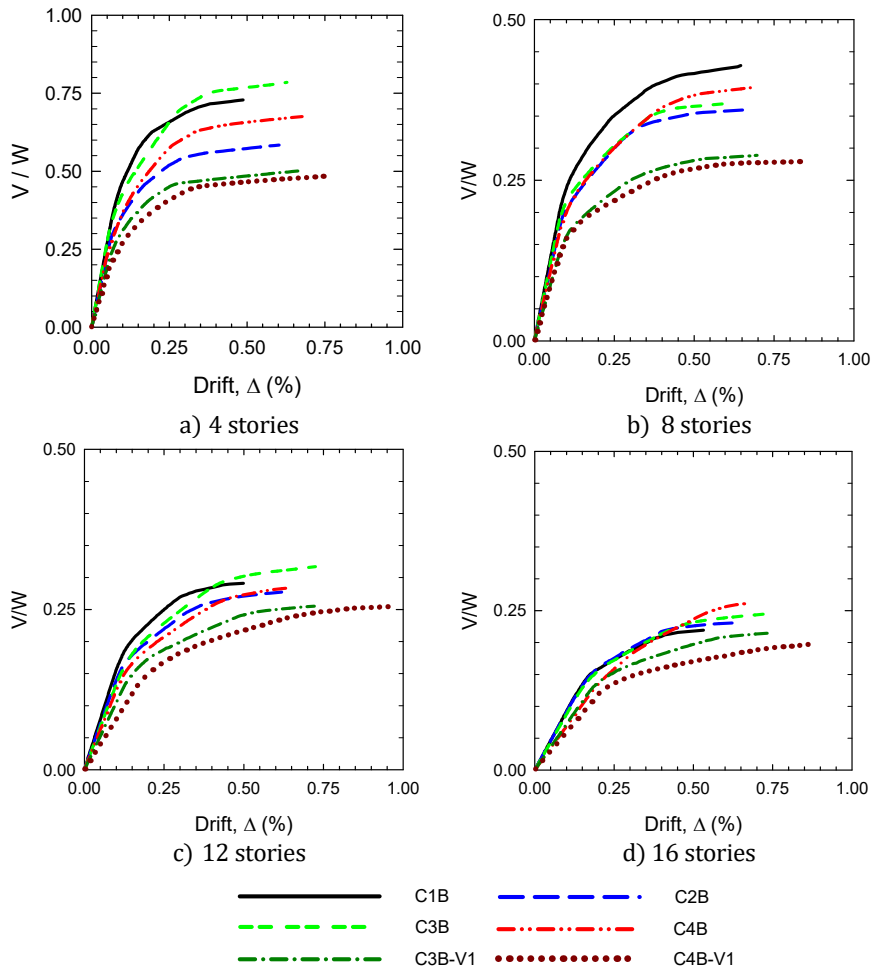 1.00
0.75
0.50
0.25
0.00
V / W
0.00 0.25 0.50 0.75 1.00
Drift, Δ (%)
a) 4 stories
0.50
0.25
0.00
V/W
0.00 0.25 0.50 0.75 1.00
Drift, Δ (%)
b) 8 stories
0.50
0.25
0.00
V/W
0.00 0.25 0.50 0.75 1.00
Drift, Δ (%)
c) 12 stories
0.50
0.25
0.00
V/W
0.00 0.25 0.50 0.75 1.00
Drift, Δ (%)
d) 16 stories
C1B C2B
C3B C4B
C3B-V1 C4B-V1